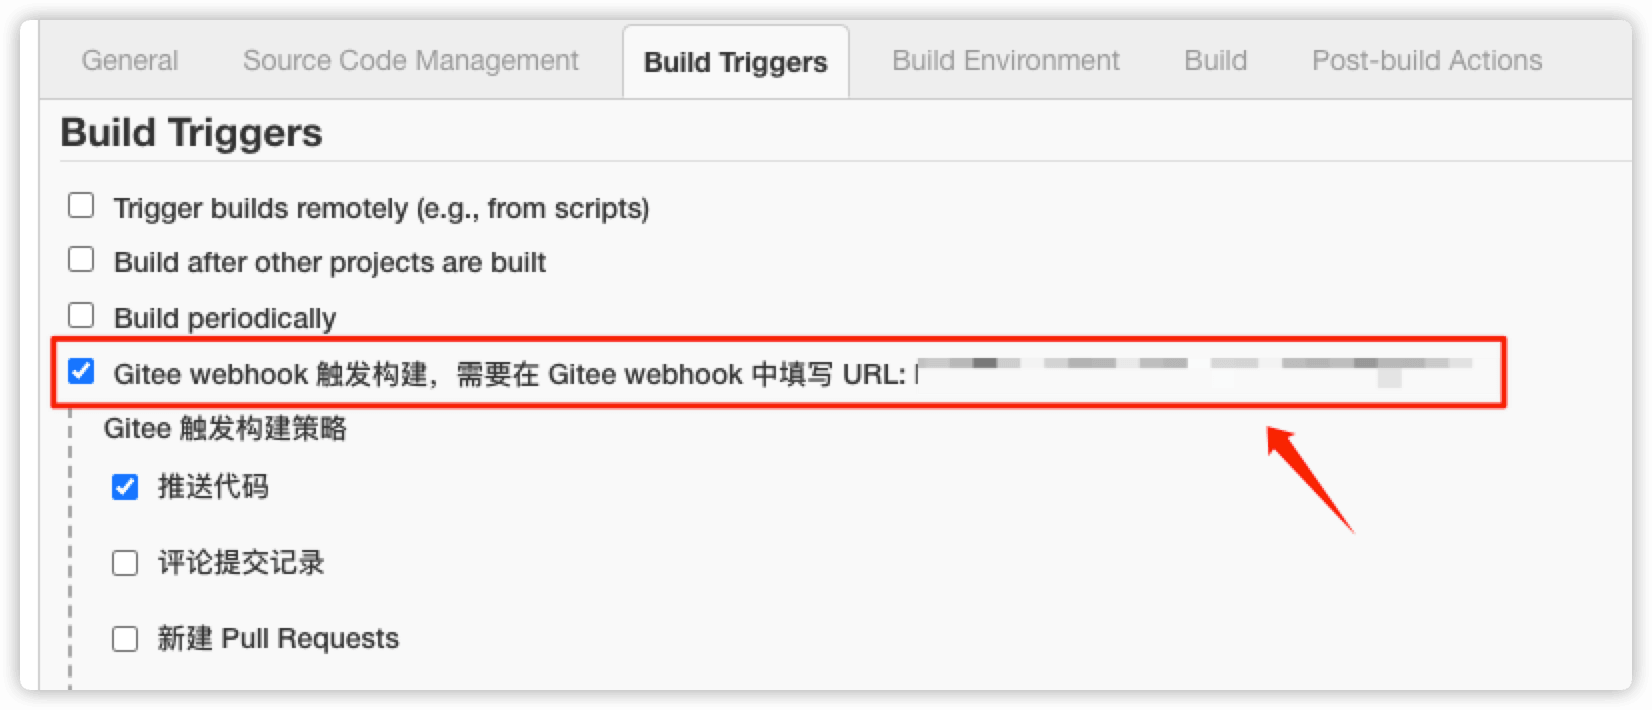 General Source Code Management Build Triggers Build Environment Build Post-build Actions
Build Triggers
Trigger builds remotely (e.g., from scripts)
Build after other projects are built
Build periodically
Gitee webhook 触发构建，需要在 Gitee webhook 中填写 URL:
Gitee 触发构建策略
推送代码
评论提交记录
新建 Pull Requests